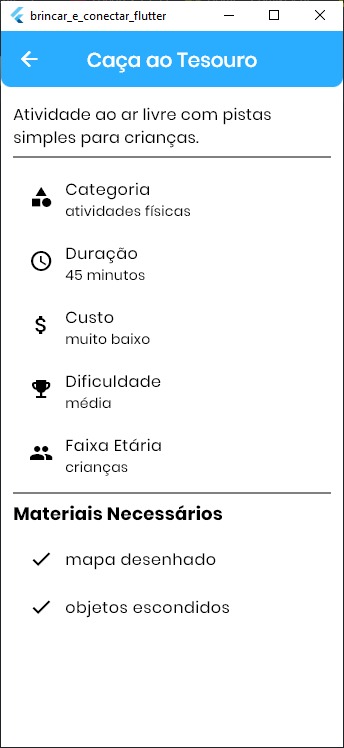 brincar_e_conectar_flutter
Caça ao Tesouro
Atividade ao ar livre com pistas
simples para crianças.
Categoria
atividades físicas
Duração
45 minutos
Custo
muito baixo
Dificuldade
média
Faixa Etária
crianças
Materiais Necessários
mapa desenhado
objetos escondidos